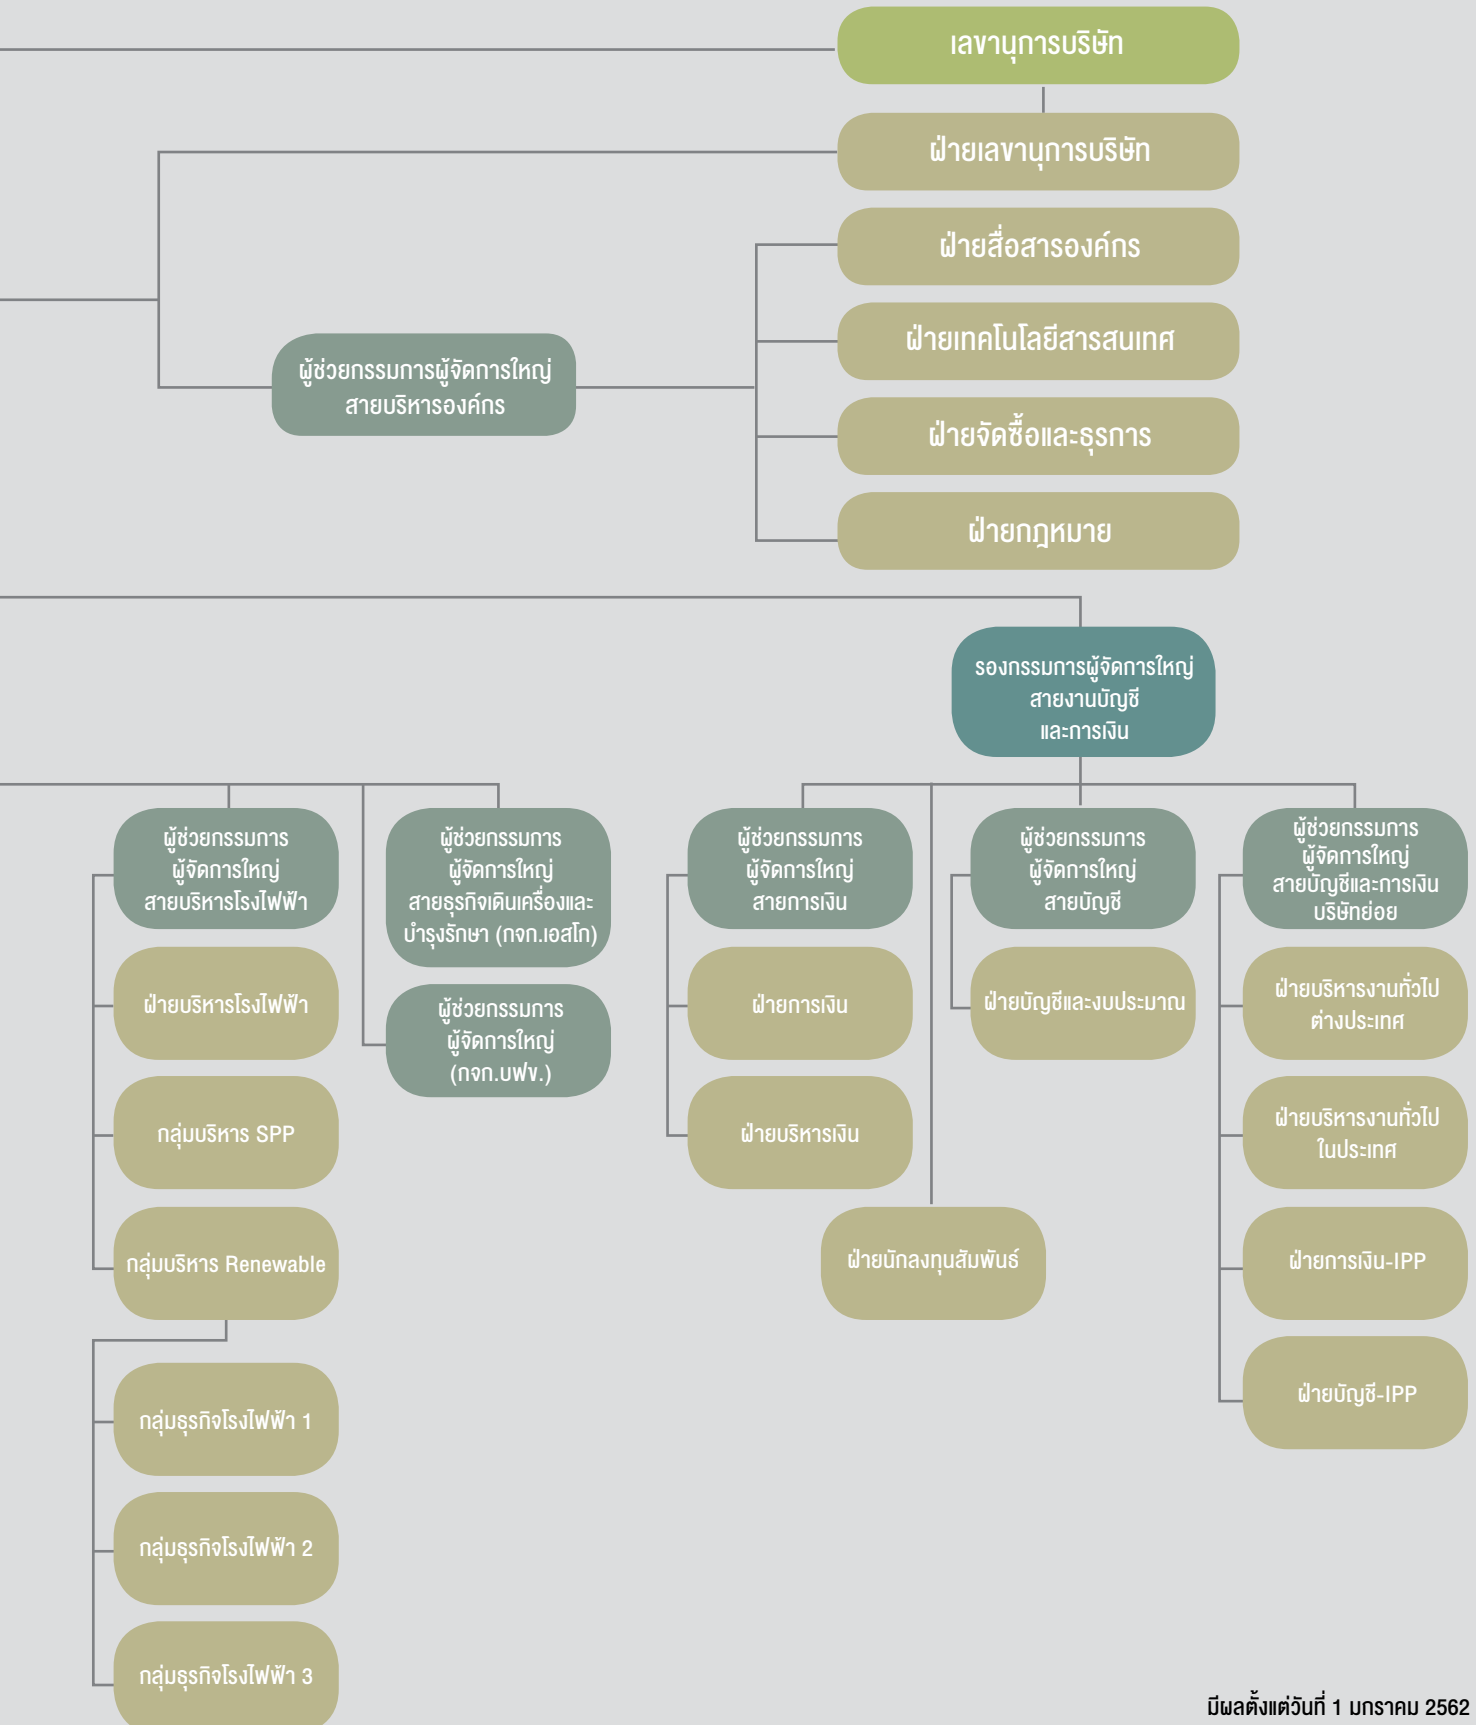 เลขานุการบริษัท
ฝ่ายเลขานุการบริษัท
ฝ่ายสื่อสารองค์กร
ฝ่ายเทคโนโลยีสารสนเทศ
ผู้ช่วยกรรมการผู้จัดการใหญ่
สายบริหารองค์กร
ฝ่ายจัดซื้อและธุรการ
ฝ่ายกฎหมาย
รองกรรมการผู้จัดการใหญ่
สายงานบัญชี
และการเงิน
ผู้ช่วยกรรมการ
ผู้จัดการใหญ่
สายบริหารโรงไฟฟ้า
ฝ่ายบริหารโรงไฟฟ้า
กลุ่มบริหาร SPP
กลุ่มบริหาร Renewable
กลุ่มธุรกิจโรงไฟฟ้า 1
กลุ่มธุรกิจโรงไฟฟ้า 2
กลุ่มธุรกิจโรงไฟฟ้า 3
ผู้ช่วยกรรมการ
ผู้จัดการใหญ่
สายธุรกิจเดินเครื่องและ
บำรุงรักษา (กจก.เอสโก)
ผู้ช่วยกรรมการ
ผู้จัดการใหญ่
(กจก.บฟข.)
ผู้ช่วยกรรมการ
ผู้จัดการใหญ่
สายการเงิน
ฝ่ายการเงิน
ฝ่ายบริหารเงิน
ฝ่ายนักลงทุนสัมพันธ์
ผู้ช่วยกรรมการ
ผู้จัดการใหญ่
สายบัญชี
ฝ่ายบัญชีและงบประมาณ
ผู้ช่วยกรรมการ
ผู้จัดการใหญ่
สายบัญชีและการเงิน
บริษัทย่อย
ฝ่ายบริหารงานทั่วไป
ต่างประเทศ
ฝ่ายบริหารงานทั่วไป
ในประเทศ
ฝ่ายการเงิน-IPP
ฝ่ายบัญชี-IPP
มีผลตั้งแต่วันที่ 1 มกราคม 2562